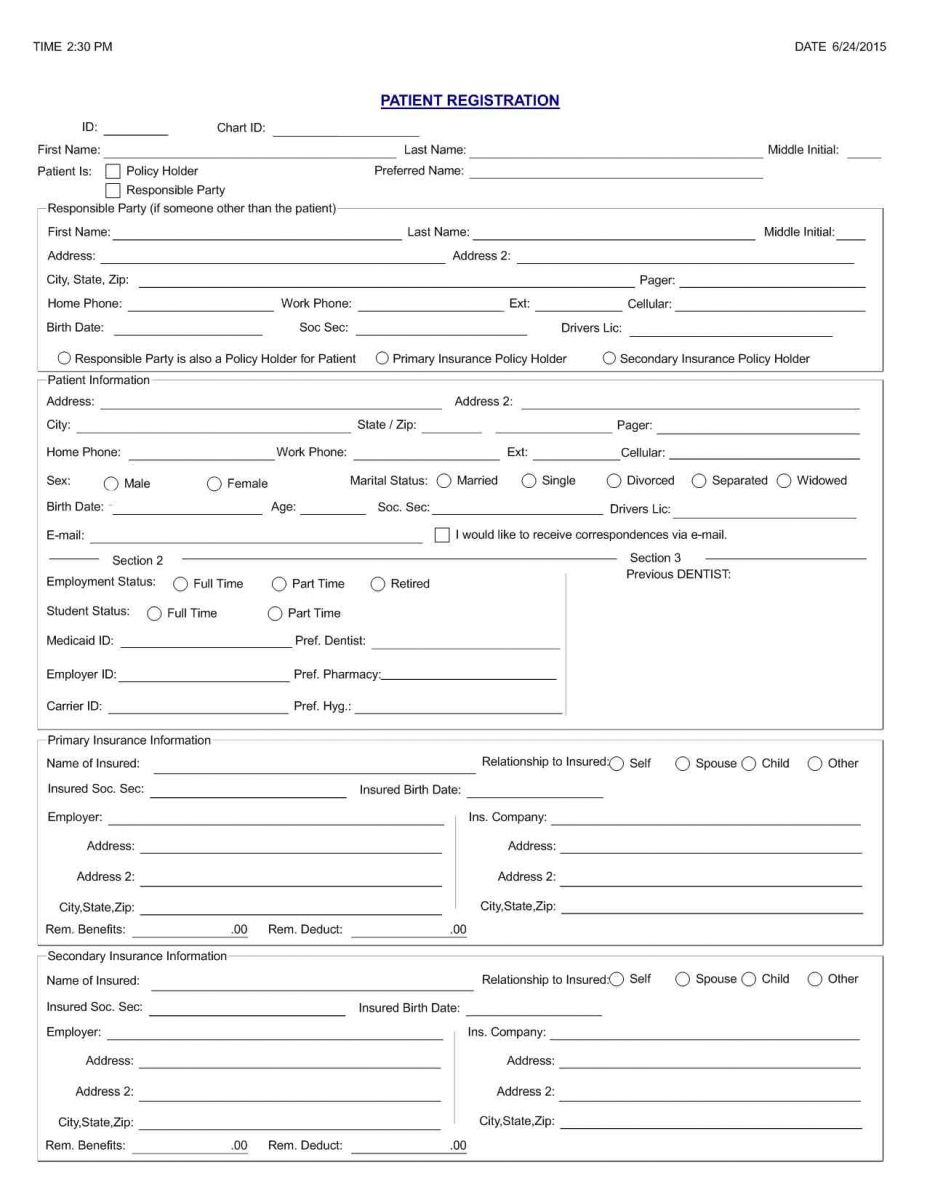 TIME 2:30 PM DATE 6/24/2015
PATIENT REGISTRATION
ID: Chart ID:
First Name: Last Name: Middle Initial:
Patient Is: Policy Holder Preferred Name:
Responsible Party
Responsible Party (if someone other than the patient)
First Name: Last Name: Middle Initial:
Address: Address 2:
City, State, Zip: Pager:
Home Phone: Work Phone: Ext: Cellular:
Birth Date: Soc Sec: Drivers Lic:
Responsible Party is also a Policy Holder for Patient Primary Insurance Policy Holder Secondary Insurance Policy Holder
Patient Information
Address: Address 2:
City: State / Zip: Pager:
Home Phone: Work Phone: Ext: Cellular:
Sex: Male Female Marital Status: Married Single Divorced Separated Widowed
Birth Date: Age: Soc. Sec: Drivers Lic:
E-mail: I would like to receive correspondences via e-mail.
Section 2 Section 3
Previous DENTIST:
Employment Status: Full Time Part Time Retired
Student Status: Full Time Part Time
Medicaid ID: Pref. Dentist:
Employer ID: Pref. Pharmacy:
Carrier ID: Pref. Hyg.:
Primary Insurance Information
Name of Insured: Relationship to Insured: Self Spouse Child Other
Insured Soc. Sec: Insured Birth Date:
Employer: Ins. Company:
Address: Address:
Address 2: Address 2:
City,State,Zip: City,State,Zip:
Rem. Benefits: .00 Rem. Deduct: .00
Secondary Insurance Information
Name of Insured: Relationship to Insured: Self Spouse Child Other
Insured Soc. Sec: Insured Birth Date:
Employer: Ins. Company:
Address: Address:
Address 2: Address 2:
City,State,Zip: City,State,Zip:
Rem. Benefits: .00 Rem. Deduct: .00